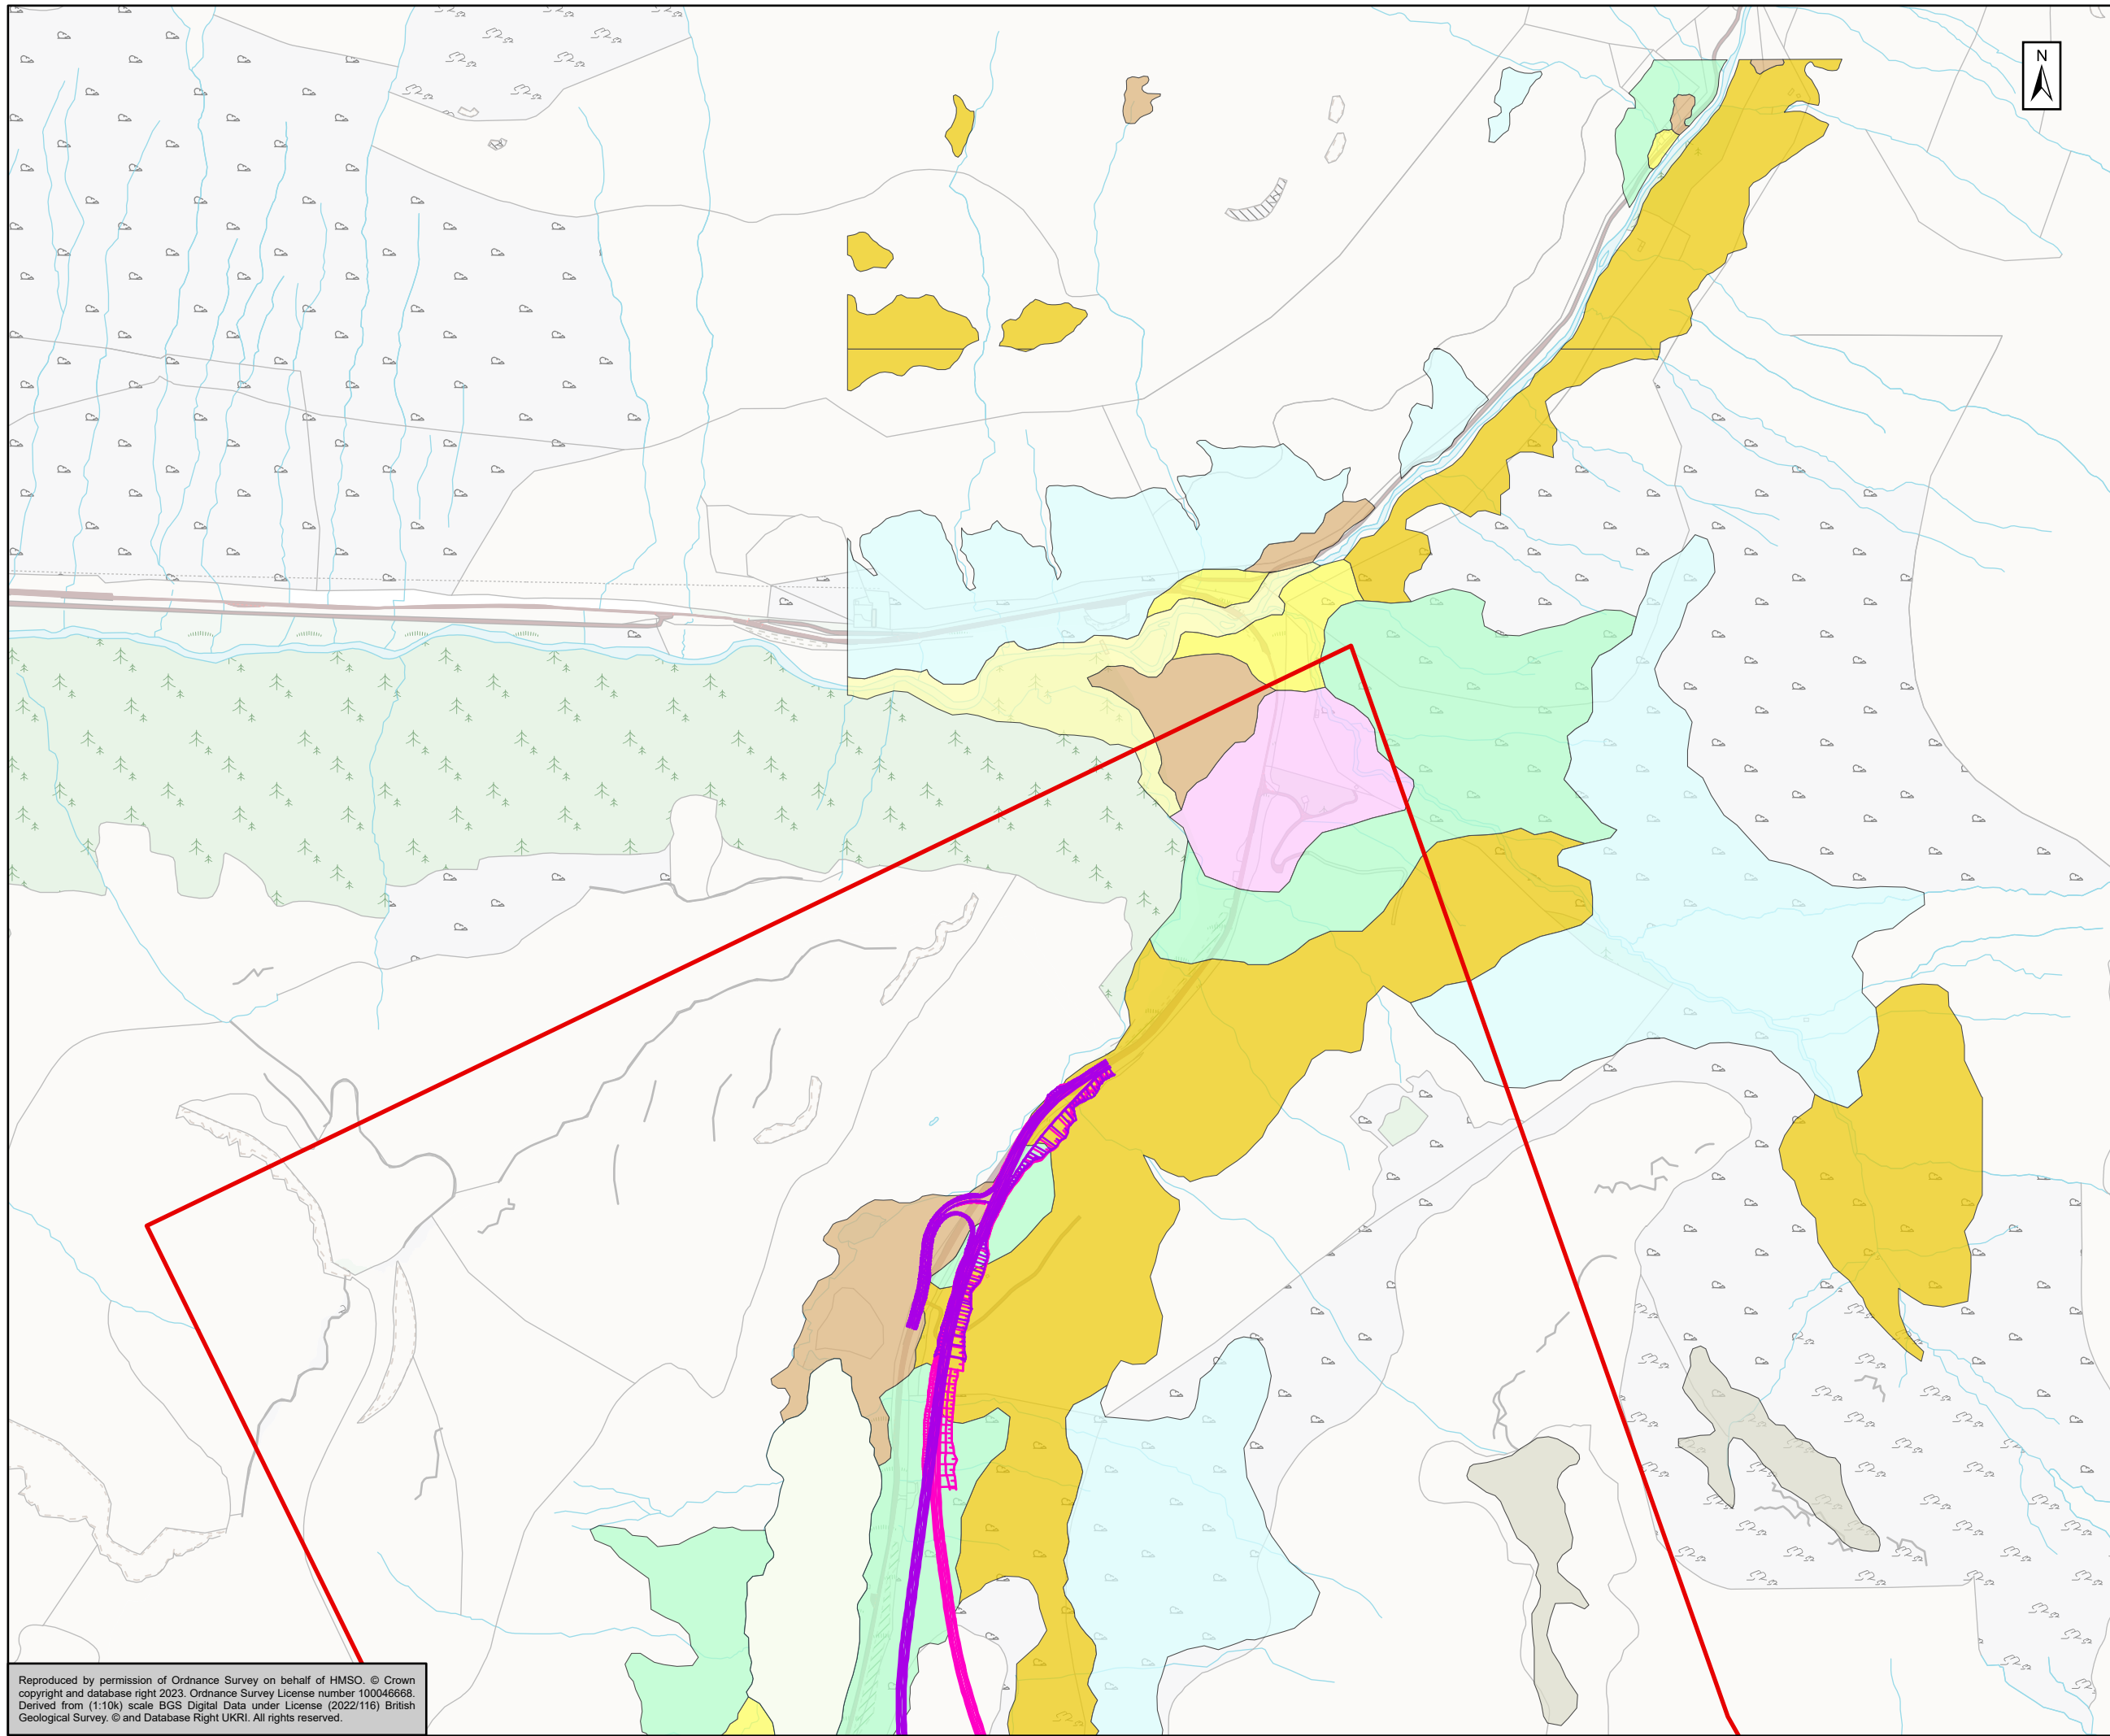 N
Reproduced by permission of Ordnance Survey on behalf of HMSO. © Crown
copyright and database right 2023. Ordnance Survey License number 100046668.
Derived from (1:10k) scale BGS Digital Data under License (2022/116) British
Geological Survey. © and Database Right UKRI. All rights reserved.